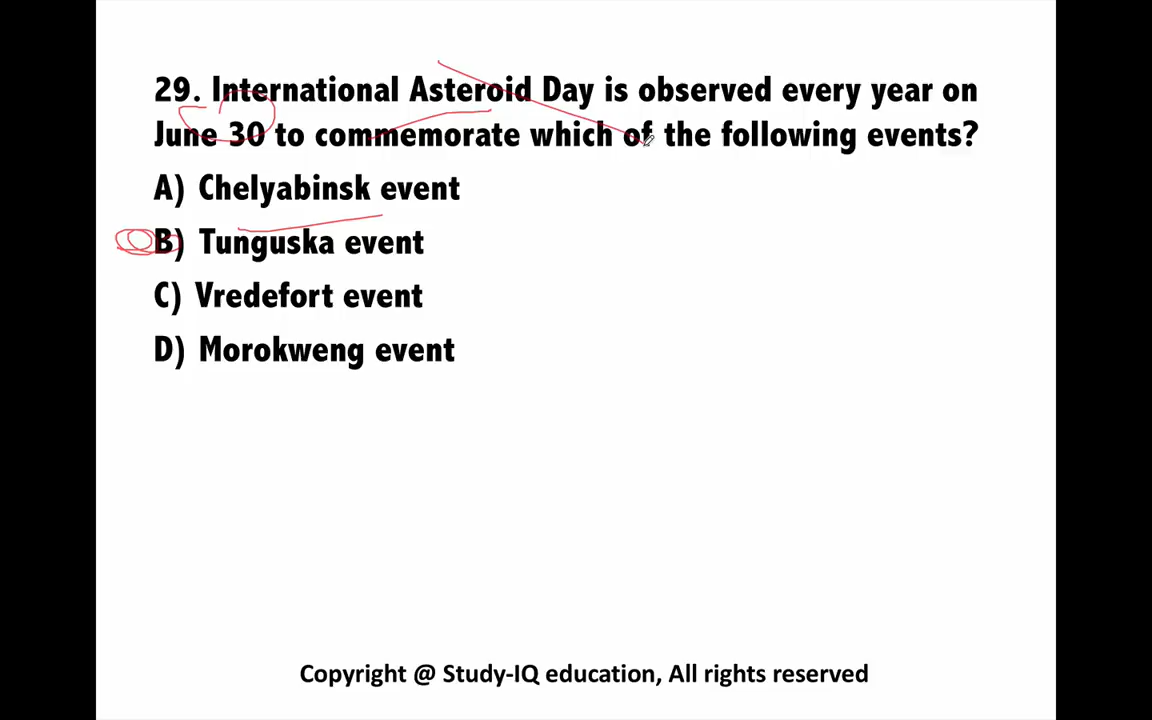 29. International Asteroid Day is observed every year on
June 30 to commemorate which of the following events?
A) Chelyabinsk event
B) Tunguska event
C) Vredefort event
D) Morokweng event
Copyright @ Study-IQ education, All rights reserved